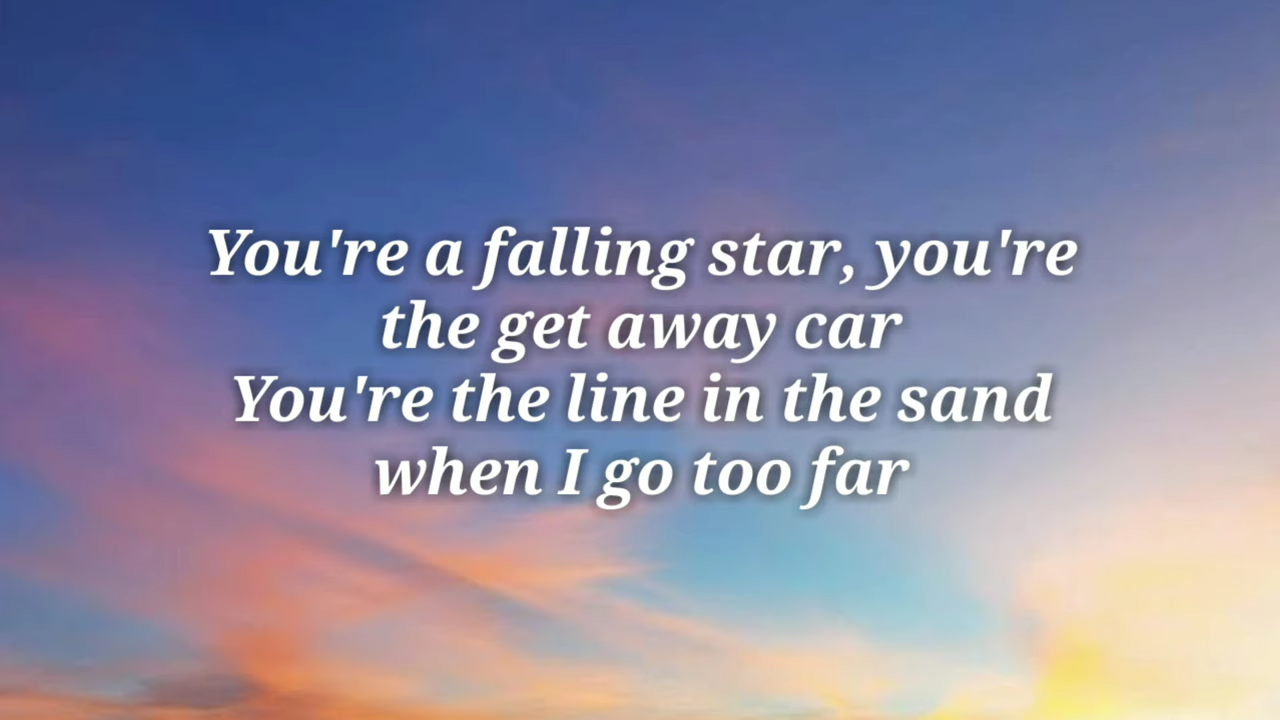 You're a falling star, you're
the get away car
You're the line in the sand
when I go too far